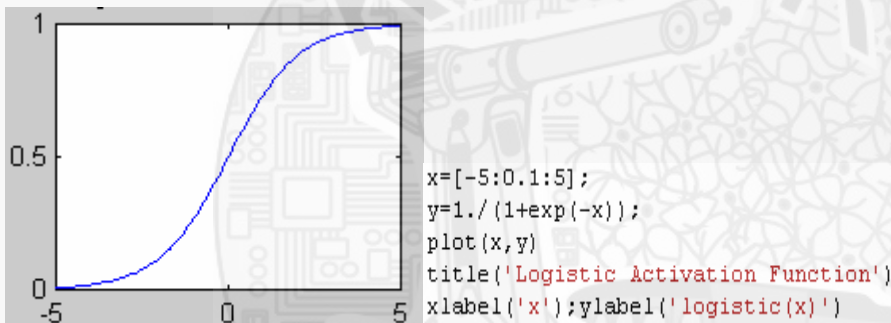 1
0.5
0
-5 0 5
x=[-5:0.1:5];
y=1./(1+exp(-x));
plot(x,y)
title('Logistic Activation Function')
xlabel('x');ylabel('logistic(x)')